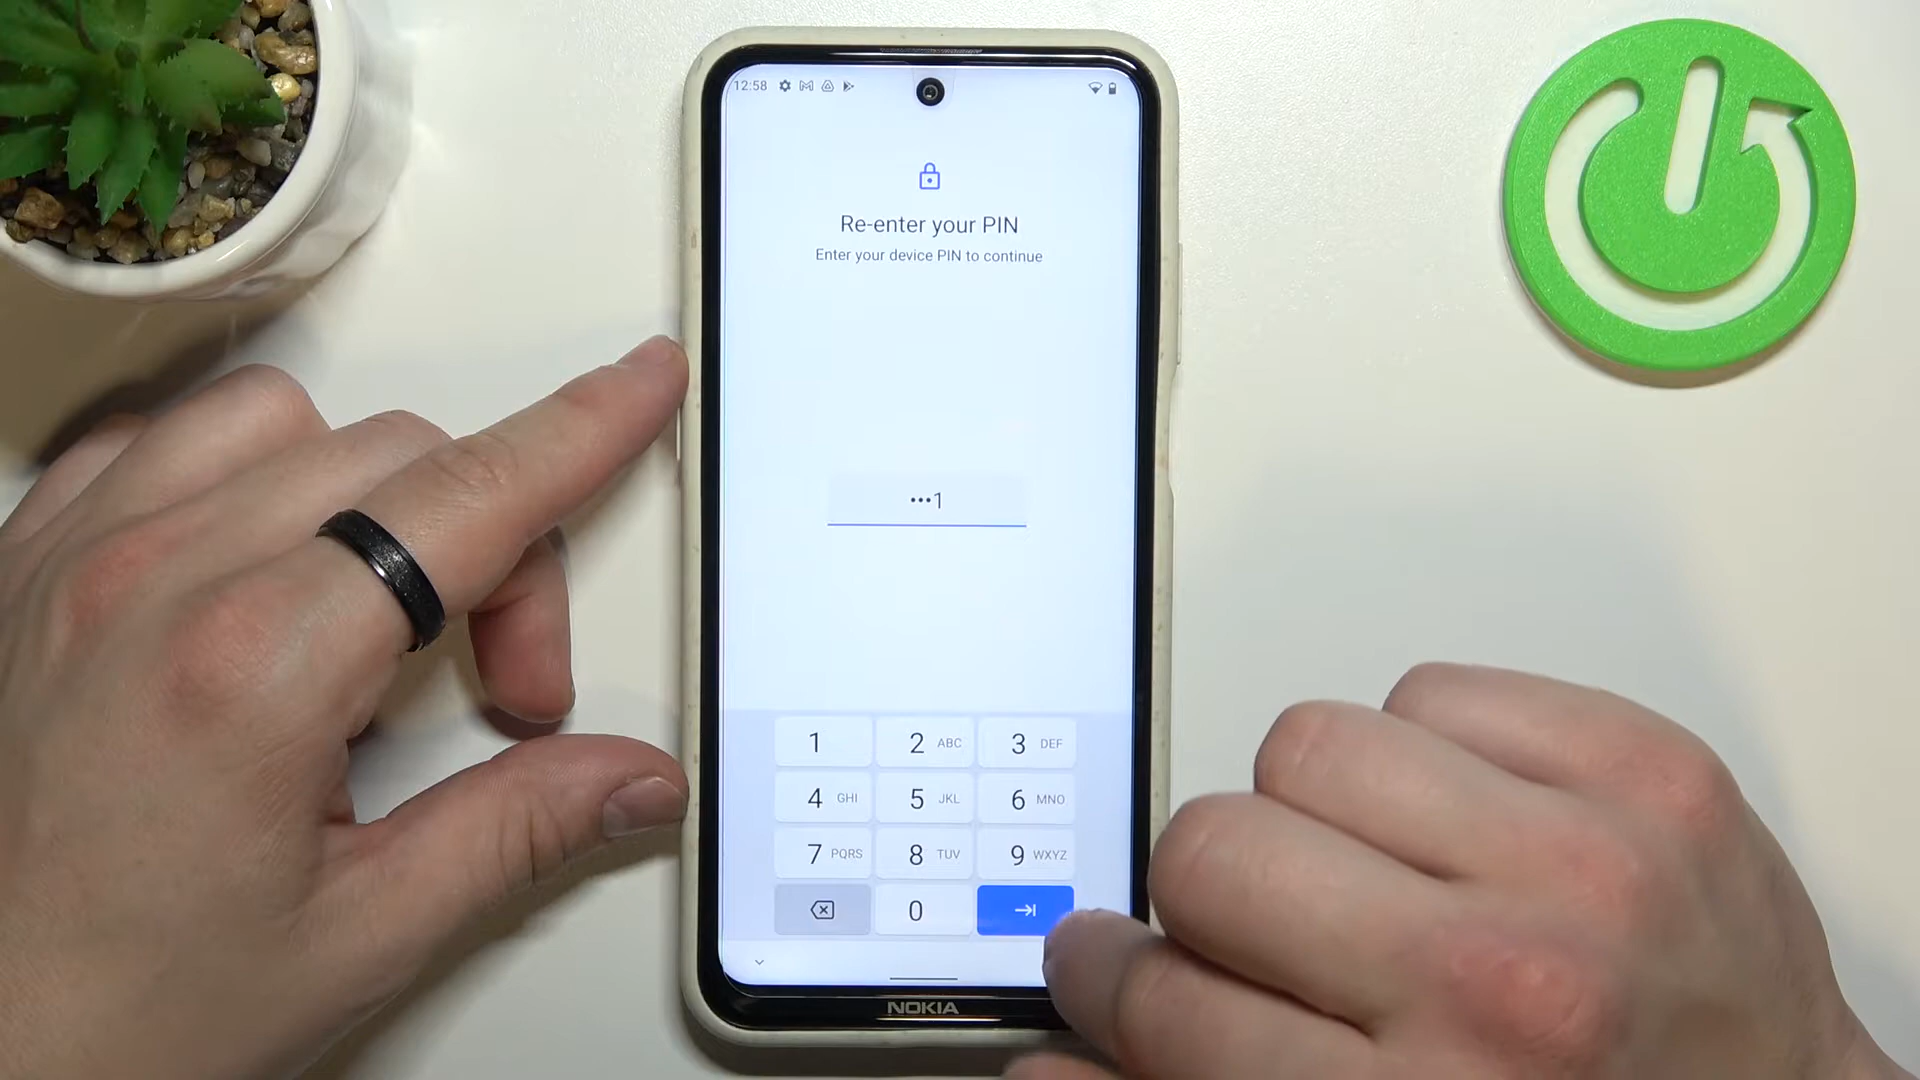 12:58
Re-enter your PIN
Enter your device PIN to continue
•••1
1
2 ABC
3 DEF
4 GHI
5 JKL
6 MNO
7 PQRS
8 TUV
9 WXYZ
0
NOKIA